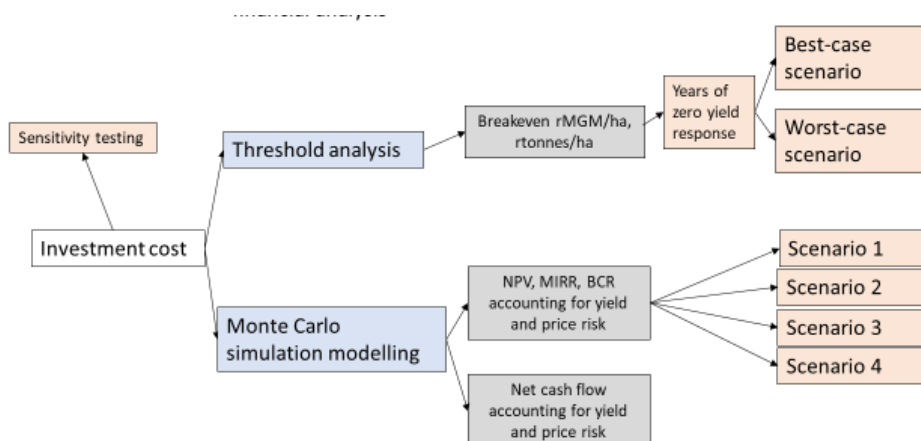 financial analysis
Best-case
scenario
Years of
zero yield
response
Breakeven rMGM/ha,
rtonnes/ha
Worst-case
scenario
Sensitivity testing
Threshold analysis
Investment cost
Scenario 1
NPV, MIRR, BCR
accounting for yield
and price risk
Scenario 2
Monte Carlo
simulation modelling
Scenario 3
Scenario 4
Net cash flow
accounting for yield
and price risk